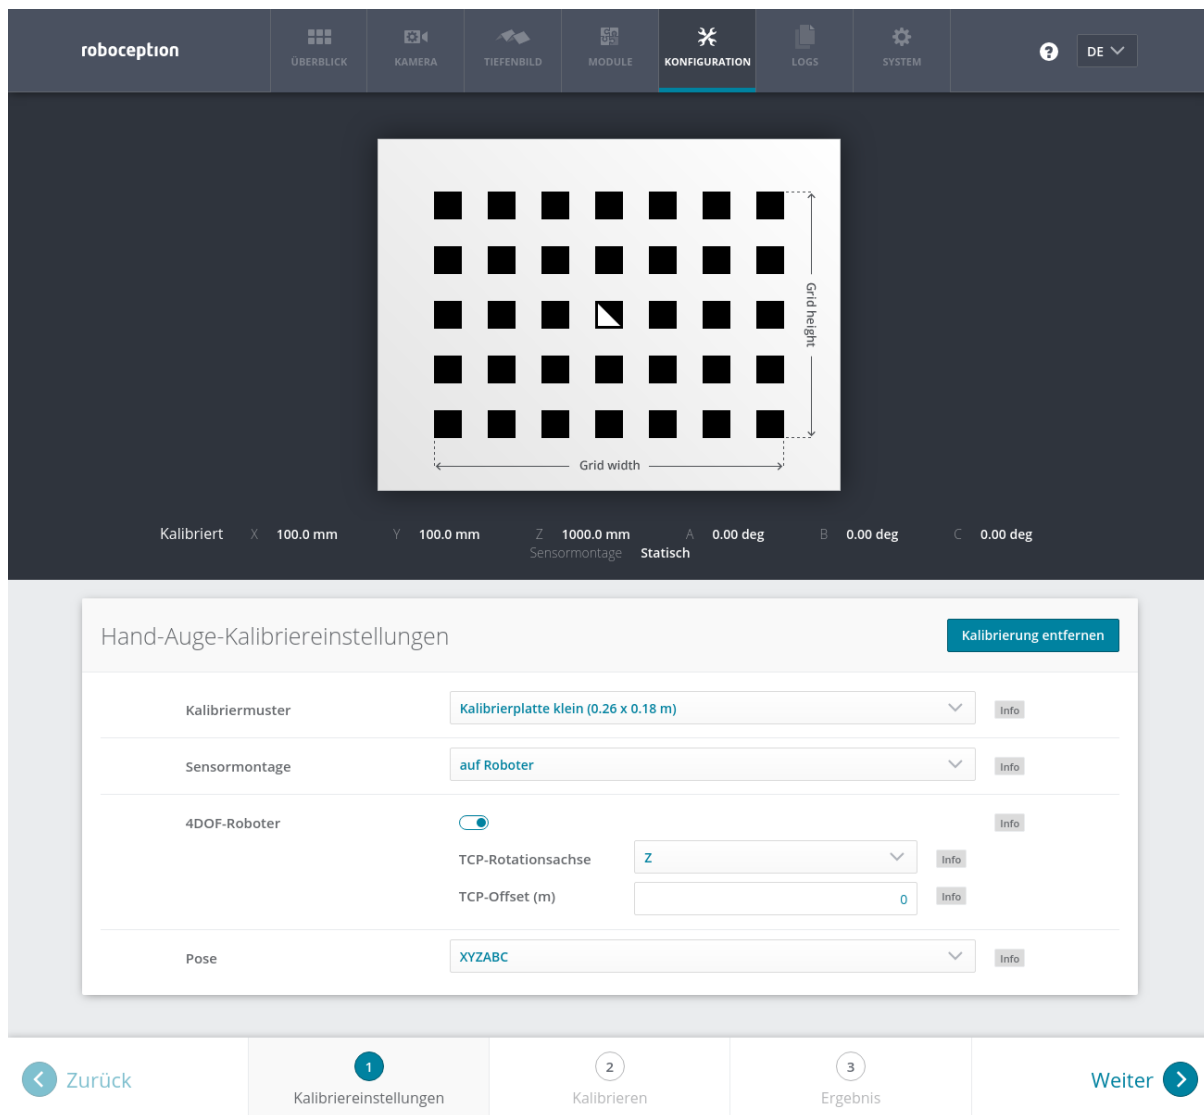 roboception
ÜBERBLICK
KAMERA
TIEFENBILD
MODULE
KONFIGURATION
LOGS
SYSTEM
?
DE
Grid height
Grid width
Kalibriert X 100.0 mm Y 100.0 mm Z 1000.0 mm A 0.00 deg B 0.00 deg C 0.00 deg
Sensormontage Statisch
Hand-Auge-Kalibriereinstellungen
Kalibrierung entfernen
Kalibriermuster Kalibrierplatte klein (0.26 x 0.18 m) Info
Sensormontage auf Roboter Info
4DOF-Roboter Info
TCP-Rotationsachse Z Info
TCP-Offset (m) 0 Info
Pose XYZABC Info
Zurück
1
Kalibriereinstellungen
2
Kalibrieren
3
Ergebnis
Weiter